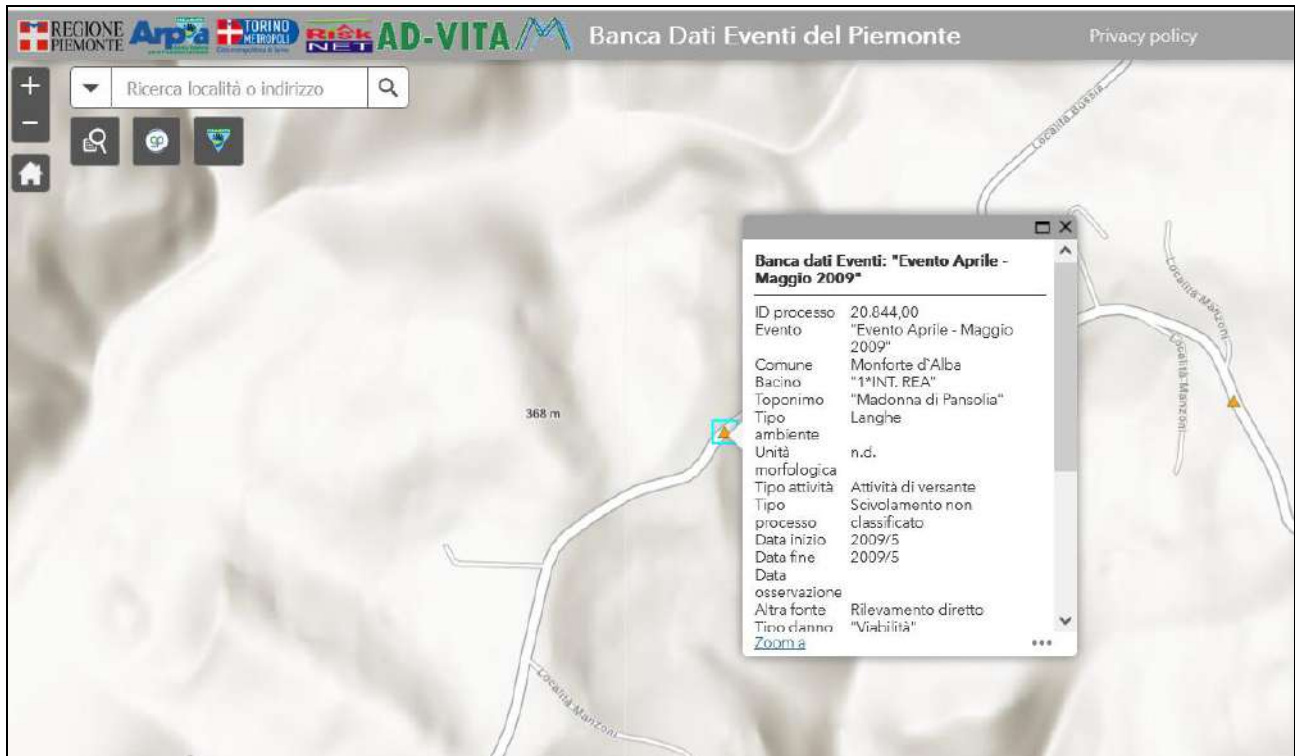 REGIONE PIEMONTE Arpa TORINO METROPOLI RISK NET AD-VITA Banca Dati Eventi del Piemonte Privacy policy
+
Ricerca località o indirizzo
−
Località Bussia
Località Manzoni
Località Manzoni
368 m
Località Manzoni
Banca dati Eventi: "Evento Aprile -
Maggio 2009"
ID processo 20.844,00
Evento "Evento Aprile - Maggio
2009"
Comune Monforte d`Alba
Bacino "1*INT. REA"
Toponimo "Madonna di Pansolia"
Tipo Langhe
ambiente
Unità n.d.
morfologica
Tipo attività Attività di versante
Tipo Scivolamento non
processo classificato
Data inizio 2009/5
Data fine 2009/5
Data
osservazione
Altra fonte Rilevamento diretto
Tipo danno "Viabilità"
Zoom a